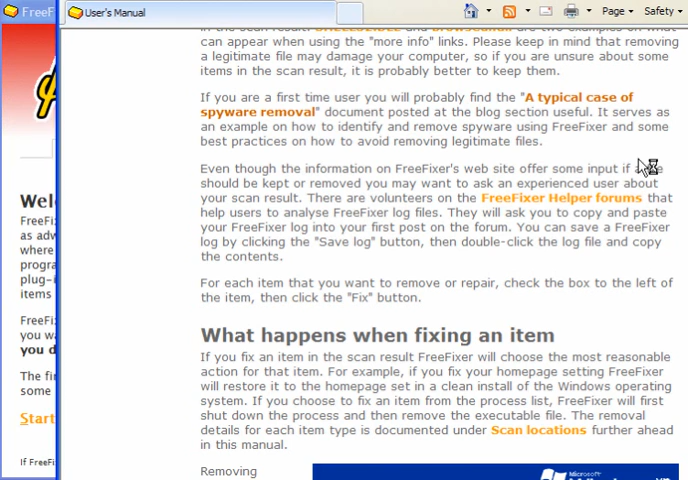 FreeF
User's Manual
Page
Safety
can appear when using the "more info" links. Please keep in mind that removing
a legitimate file may damage your computer, so if you are unsure about some
items in the scan result, it is probably better to keep them.
If you are a first time user you will probably find the "A typical case of
spyware removal" document posted at the blog section useful. It serves as
an example on how to identify and remove spyware using FreeFixer and some
best practices on how to avoid removing legitimate files.
Even though the information on FreeFixer's web site offer some input if a
should be kept or removed you may want to ask an experienced user about
your scan result. There are volunteers on the FreeFixer Helper forums that
help users to analyse FreeFixer log files. They will ask you to copy and paste
your FreeFixer log into your first post on the forum. You can save a FreeFixer
log by clicking the "Save log" button, then double-click the log file and copy
the contents.
For each item that you want to remove or repair, check the box to the left of
the item, then click the "Fix" button.
What happens when fixing an item
If you fix an item in the scan result FreeFixer will choose the most reasonable
action for that item. For example, if you fix your homepage setting FreeFixer
will restore it to the homepage set in a clean install of the Windows operating
system. If you choose to fix an item from the process list, FreeFixer will first
shut down the process and then remove the executable file. The removal
details for each item type is documented under Scan locations further ahead
in this manual.
Removing
Microsoft
Wel
FreeFi
as adw
where
progra
plug-i
items
FreeFi
you wa
you d
The fir
some
Start
If FreeFi